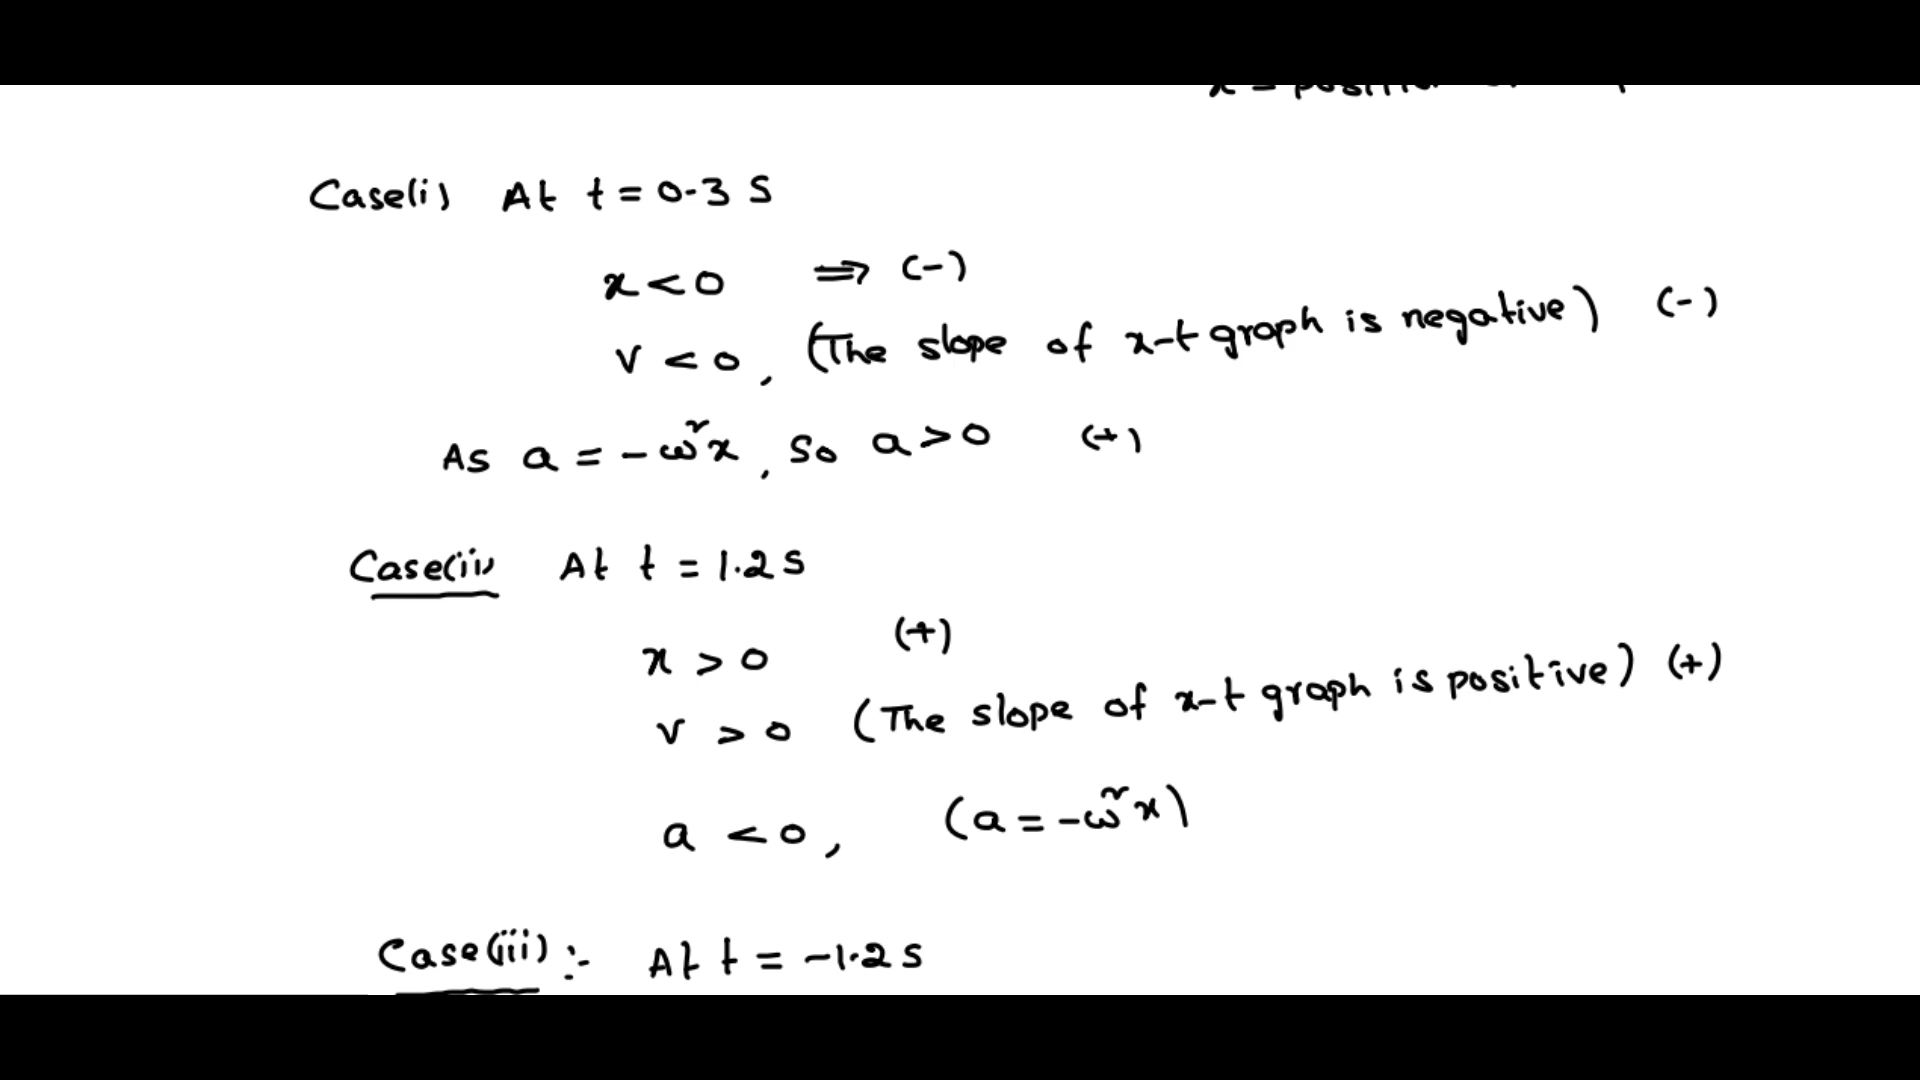 Case(i) At t = 0.3 S
x < 0 ⇒ (-)
v < 0, (The slope of x-t graph is negative) (-)
As a = -ω²x, So a > 0 (+)
Case(ii) At t = 1.2 S
x > 0 (+)
v > 0 (The slope of x-t graph is positive) (+)
a < 0, (a = -ω²x)
Case(iii) :- At t = -1.2 S